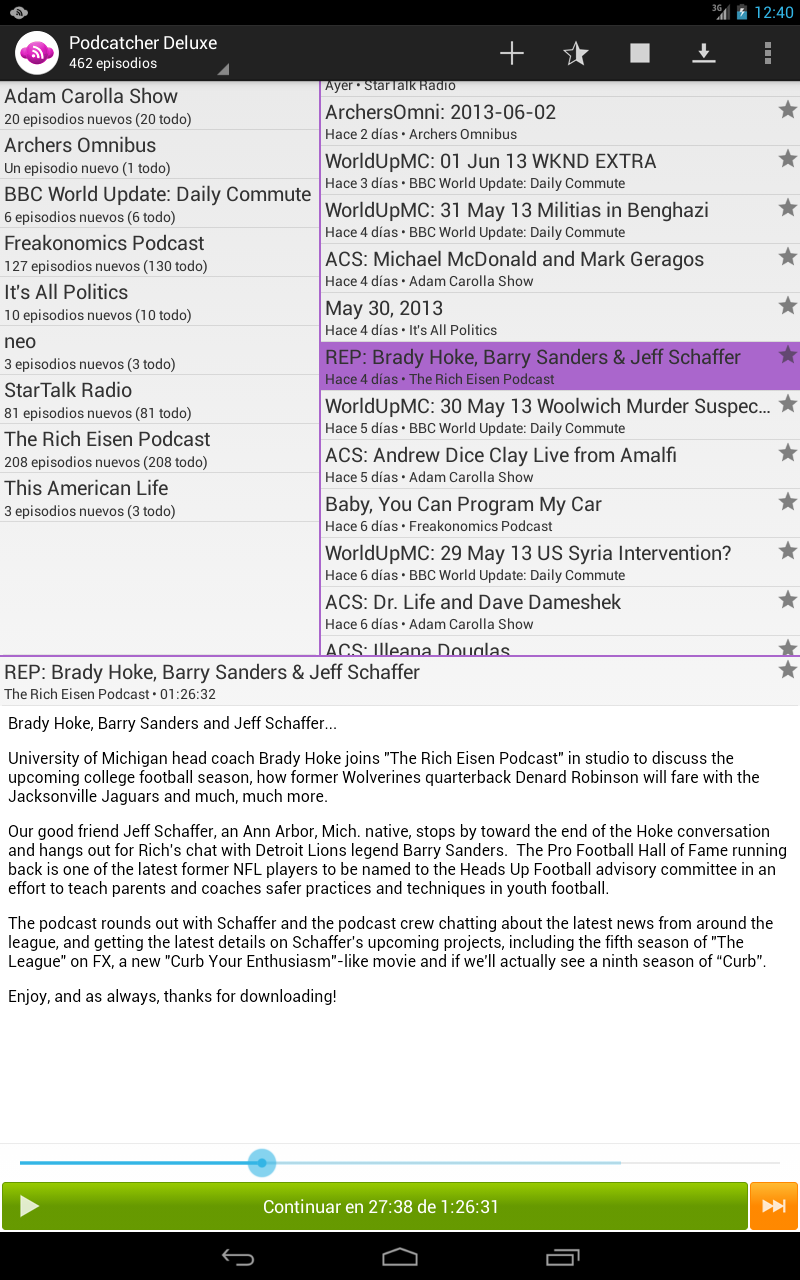 3G 12:40
Podcatcher Deluxe
462 episodios
Adam Carolla Show
20 episodios nuevos (20 todo)
Archers Omnibus
Un episodio nuevo (1 todo)
BBC World Update: Daily Commute
6 episodios nuevos (6 todo)
Freakonomics Podcast
127 episodios nuevos (130 todo)
It's All Politics
10 episodios nuevos (10 todo)
neo
3 episodios nuevos (3 todo)
StarTalk Radio
81 episodios nuevos (81 todo)
The Rich Eisen Podcast
208 episodios nuevos (208 todo)
This American Life
3 episodios nuevos (3 todo)
Ayer • StarTalk Radio
ArchersOmni: 2013-06-02
Hace 2 días • Archers Omnibus
WorldUpMC: 01 Jun 13 WKND EXTRA
Hace 3 días • BBC World Update: Daily Commute
WorldUpMC: 31 May 13 Militias in Benghazi
Hace 4 días • BBC World Update: Daily Commute
ACS: Michael McDonald and Mark Geragos
Hace 4 días • Adam Carolla Show
May 30, 2013
Hace 4 días • It's All Politics
REP: Brady Hoke, Barry Sanders & Jeff Schaffer
Hace 4 días • The Rich Eisen Podcast
WorldUpMC: 30 May 13 Woolwich Murder Suspec...
Hace 5 días • BBC World Update: Daily Commute
ACS: Andrew Dice Clay Live from Amalfi
Hace 5 días • Adam Carolla Show
Baby, You Can Program My Car
Hace 6 días • Freakonomics Podcast
WorldUpMC: 29 May 13 US Syria Intervention?
Hace 6 días • BBC World Update: Daily Commute
ACS: Dr. Life and Dave Dameshek
Hace 6 días • Adam Carolla Show
ACS: Illeana Douglas
REP: Brady Hoke, Barry Sanders & Jeff Schaffer
The Rich Eisen Podcast • 01:26:32
Brady Hoke, Barry Sanders and Jeff Schaffer...
University of Michigan head coach Brady Hoke joins "The Rich Eisen Podcast" in studio to discuss the
upcoming college football season, how former Wolverines quarterback Denard Robinson will fare with the
Jacksonville Jaguars and much, much more.
Our good friend Jeff Schaffer, an Ann Arbor, Mich. native, stops by toward the end of the Hoke conversation
and hangs out for Rich's chat with Detroit Lions legend Barry Sanders.  The Pro Football Hall of Fame running
back is one of the latest former NFL players to be named to the Heads Up Football advisory committee in an
effort to teach parents and coaches safer practices and techniques in youth football.
The podcast rounds out with Schaffer and the podcast crew chatting about the latest news from around the
league, and getting the latest details on Schaffer's upcoming projects, including the fifth season of "The
League" on FX, a new "Curb Your Enthusiasm"-like movie and if we'll actually see a ninth season of “Curb”.
Enjoy, and as always, thanks for downloading!
Continuar en 27:38 de 1:26:31